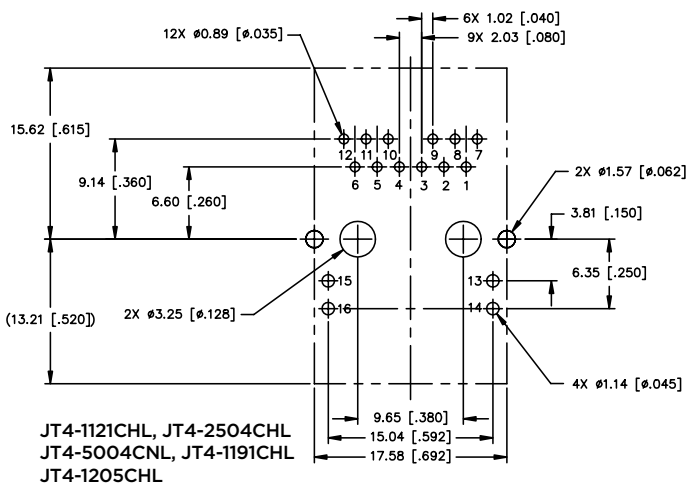 6X 1.02 [.040]
12X ø0.89 [ø.035]
9X 2.03 [.080]
15.62 [.615]
12 11 10 9 8 7
9.14 [.360]
6 5 4 3 2 1
2X ø1.57 [ø.062]
6.60 [.260]
3.81 [.150]
6.35 [.250]
15 13
(13.21 [.520])
2X ø3.25 [ø.128]
16 14
4X ø1.14 [ø.045]
9.65 [.380]
JT4-1121CHL, JT4-2504CHL
15.04 [.592]
JT4-5004CNL, JT4-1191CHL
17.58 [.692]
JT4-1205CHL